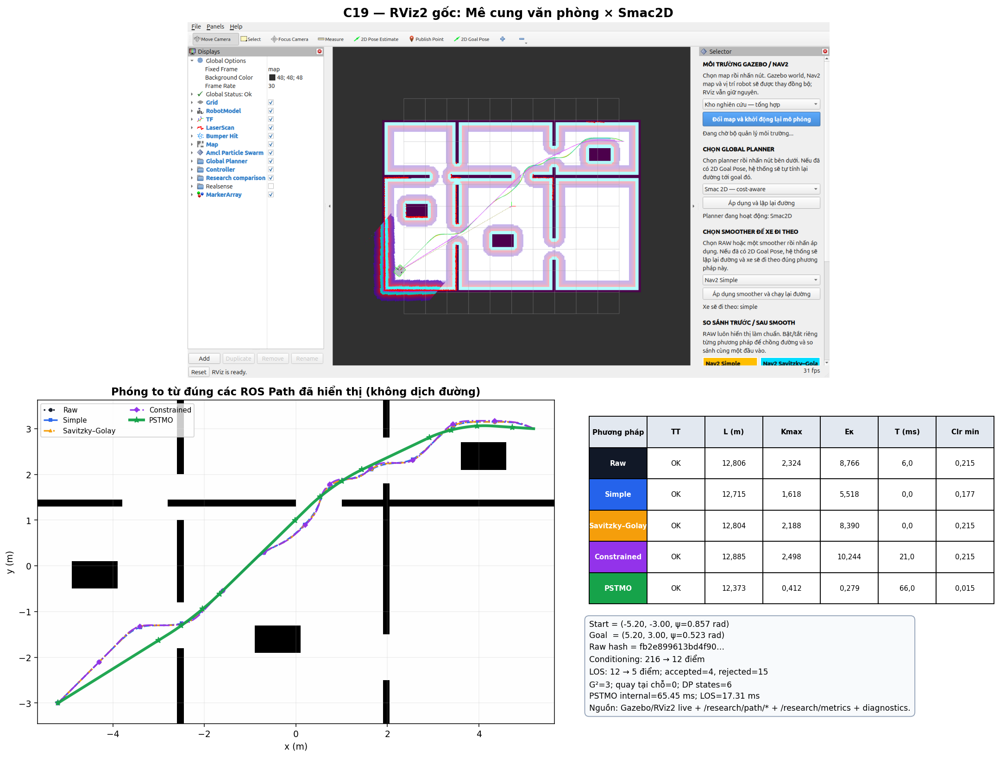 C19 — RViz2 gốc: Mê cung văn phòng × Smac2D
File Panels Help
Move Camera Select Focus Camera Measure 2D Pose Estimate Publish Point 2D Goal Pose
Displays
Global Options
Fixed Frame map
Background Color 48; 48; 48
Frame Rate 30
Global Status: Ok
Grid
RobotModel
TF
LaserScan
Bumper Hit
Map
Amcl Particle Swarm
Global Planner
Controller
Research comparison
Realsense
MarkerArray
Add Duplicate Remove Rename
Reset RViz is ready.
Selector
MÔI TRƯỜNG GAZEBO / NAV2
Chọn map rồi nhấn nút. Gazebo world, Nav2
map và vị trí robot sẽ được thay đồng bộ;
RViz vẫn giữ nguyên.
Kho nghiên cứu — tổng hợp
Đổi map và khởi động lại mô phỏng
Đang chờ bộ quản lý môi trường...
CHỌN GLOBAL PLANNER
Chọn planner rồi nhấn nút bên dưới. Nếu đã
có 2D Goal Pose, hệ thống sẽ tự tính lại
đường tới goal đó.
Smac 2D — cost-aware
Áp dụng và lập lại đường
Planner đang hoạt động: Smac2D
CHỌN SMOOTHER ĐỂ XE ĐI THEO
Chọn RAW hoặc một smoother rồi nhấn áp
dụng. Nếu đã có 2D Goal Pose, hệ thống sẽ
lập lại đường và xe sẽ đi theo đúng phương
pháp này.
Nav2 Simple
Áp dụng smoother và chạy lại đường
Xe sẽ đi theo: simple
SO SÁNH TRƯỚC / SAU SMOOTH
RAW luôn hiển thị làm chuẩn. Bật/tắt riêng
từng phương pháp để chồng đường và so
sánh cùng một đầu vào.
Nav2 Simple Nav2 Savitzky–Gola
31 fps
Phóng to từ đúng các ROS Path đã hiển thị (không dịch đường)
Raw
Simple
Savitzky–Golay
Constrained
PSTMO
3
2
1
0
−1
−2
−3
y (m)
−4 −2 0 2 4
x (m)
Phương pháp TT L (m) Kmax Eκ T (ms) Clr min
Raw OK 12,806 2,324 8,766 6,0 0,215
Simple OK 12,715 1,618 5,518 0,0 0,177
Savitzky–Golay OK 12,804 2,188 8,390 0,0 0,215
Constrained OK 12,885 2,498 10,244 21,0 0,215
PSTMO OK 12,373 0,412 0,279 66,0 0,015
Start = (-5.20, -3.00, ψ=0.857 rad)
Goal = (5.20, 3.00, ψ=0.523 rad)
Raw hash = fb2e899613bd4f90…
Conditioning: 216 → 12 điểm
LOS: 12 → 5 điểm; accepted=4, rejected=15
G²=3; quay tại chỗ=0; DP states=6
PSTMO internal=65.45 ms; LOS=17.31 ms
Nguồn: Gazebo/RViz2 live + /research/path/* + /research/metrics + diagnostics.